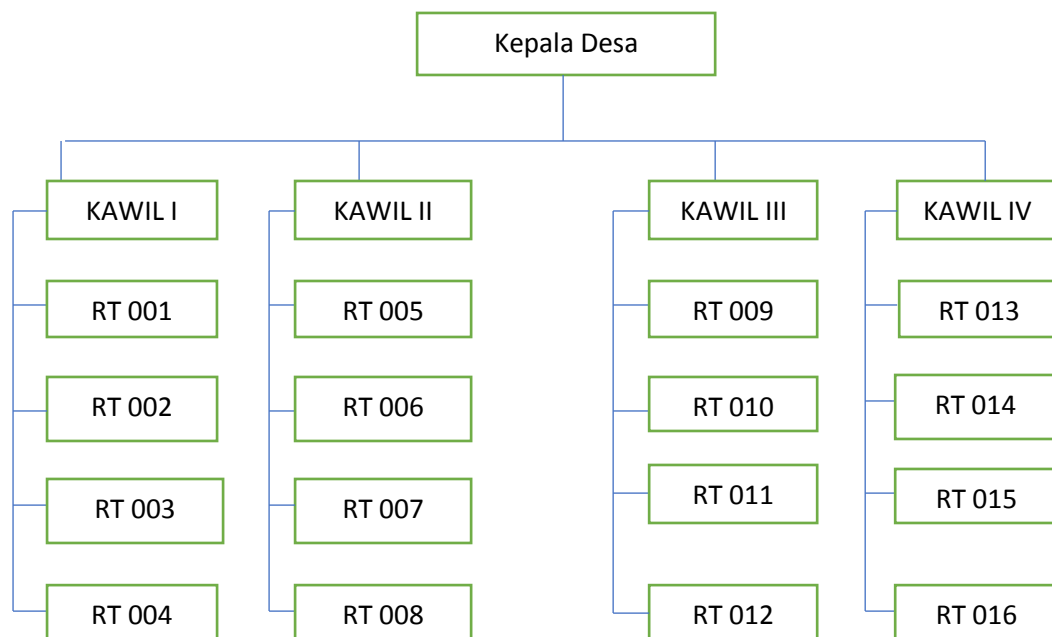 Kepala Desa
KAWIL I
KAWIL II
KAWIL III
KAWIL IV
RT 001
RT 005
RT 009
RT 013
RT 002
RT 006
RT 010
RT 014
RT 003
RT 007
RT 011
RT 015
RT 004
RT 008
RT 012
RT 016